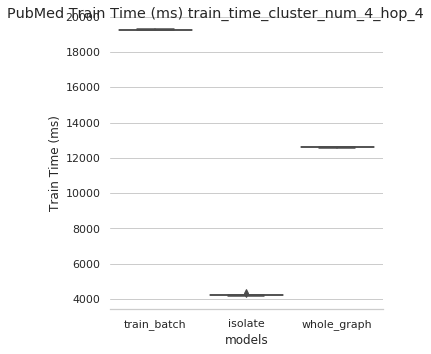 PubMed Train Time (ms) train_time_cluster_num_4_hop_4
20000
18000
16000
14000
12000
10000
8000
6000
4000
Train Time (ms)
train_batch isolate whole_graph
models